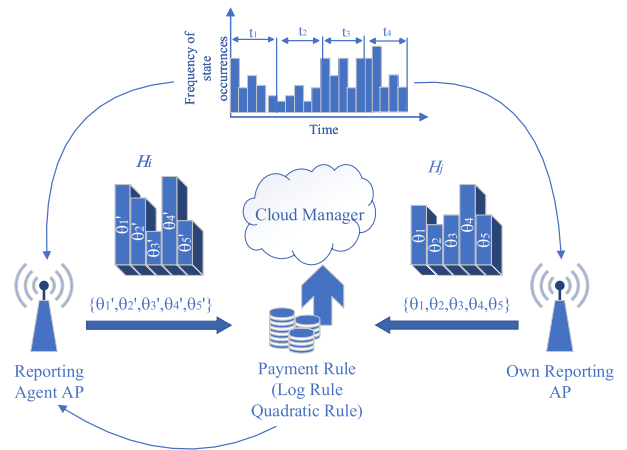 Frequency of
state
occurrences
t₁ t₂ t₃ t₄
Time
Hi
Hj
θ1' θ2' θ3' θ4' θ5'
Cloud Manager
θ1 θ2 θ3 θ4 θ5
{θ1',θ2',θ3',θ4',θ5'}
{θ1,θ2,θ3,θ4,θ5}
Reporting
Agent AP
Payment Rule
(Log Rule
Quadratic Rule)
Own Reporting
AP